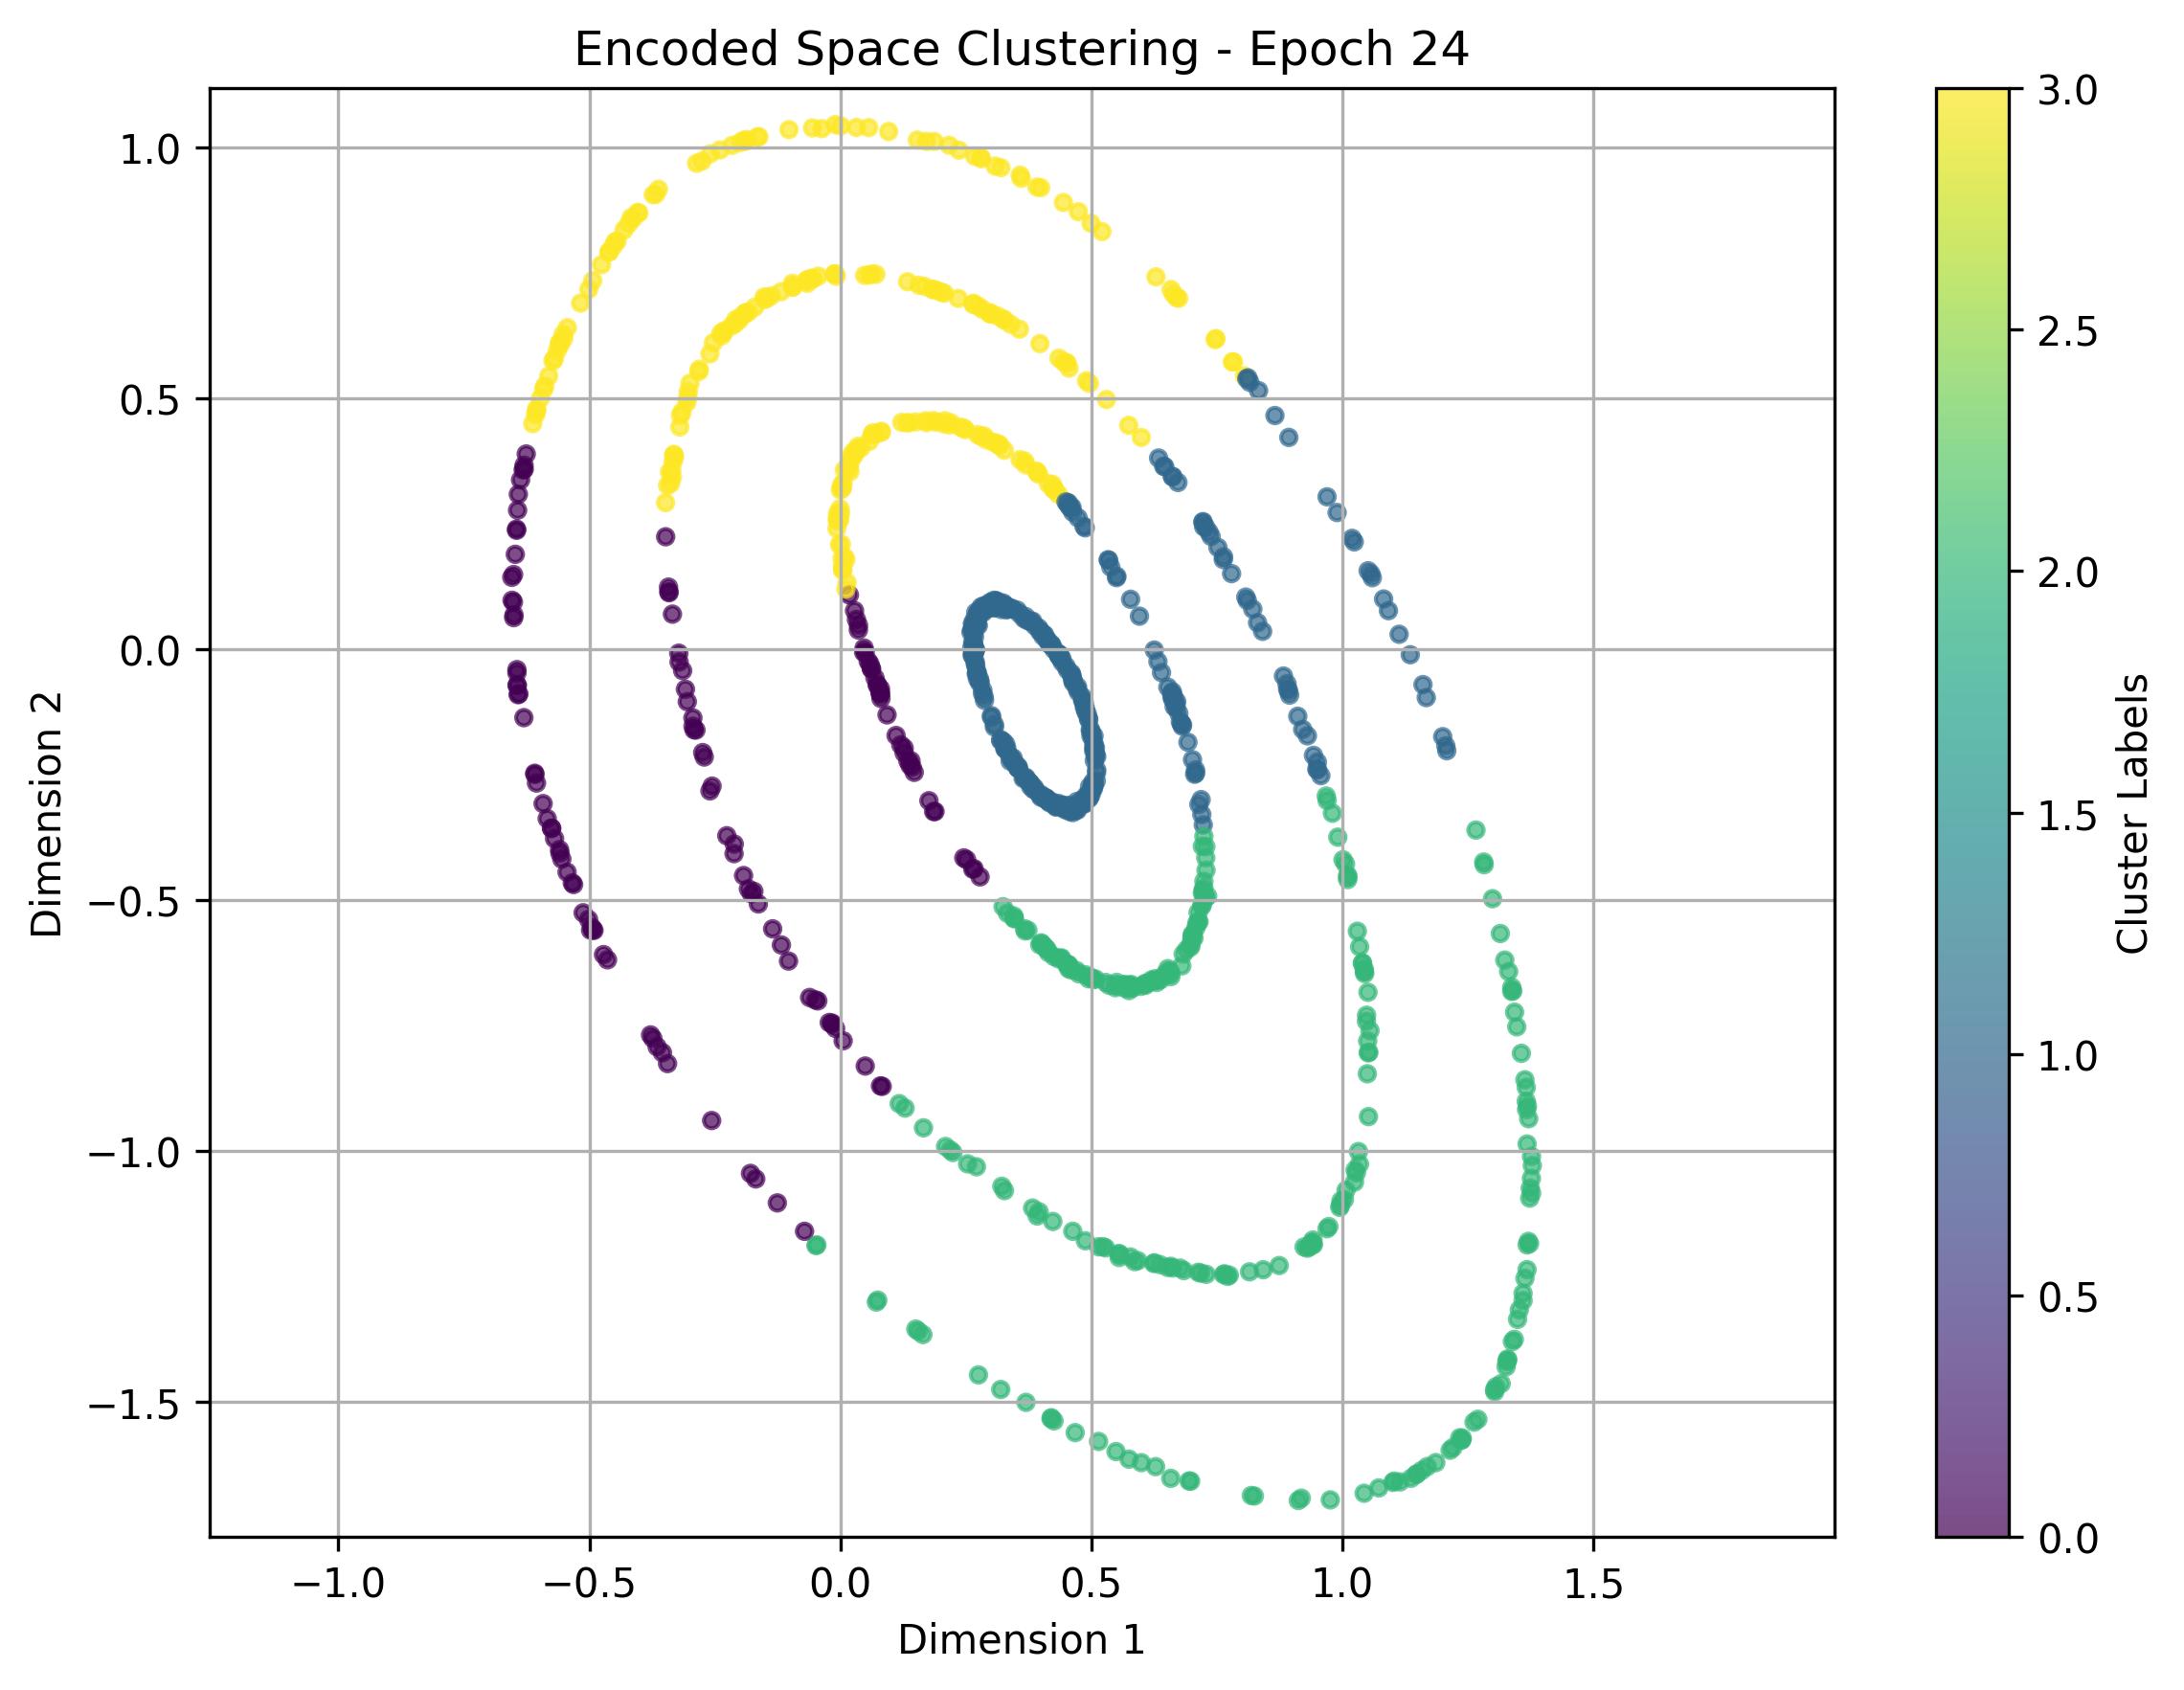 Encoded Space Clustering - Epoch 24
1.0
0.5
0.0
−0.5
−1.0
−1.5
Dimension 2
−1.0 −0.5 0.0 0.5 1.0 1.5
Dimension 1
3.0
2.5
2.0
1.5
1.0
0.5
0.0
Cluster Labels